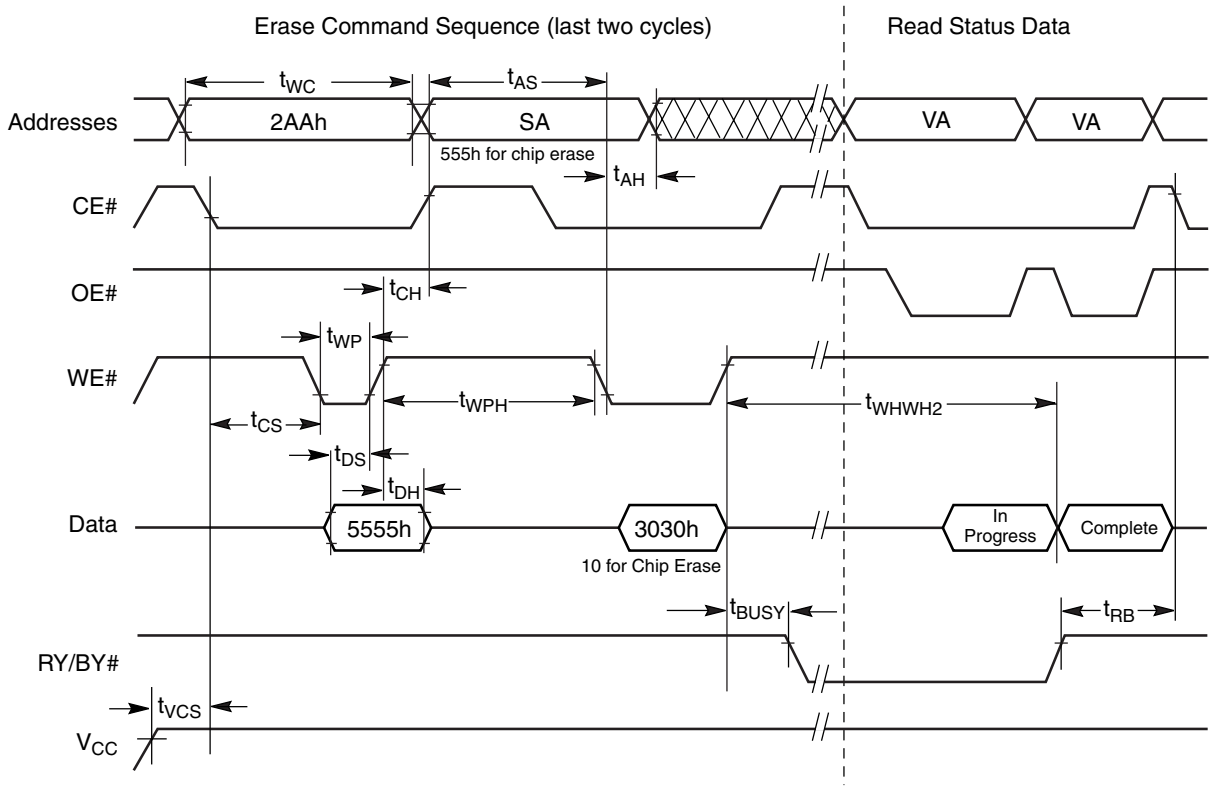 Erase Command Sequence (last two cycles)
Read Status Data
tWC
tAS
Addresses
2AAh
SA
VA
VA
555h for chip erase
tAH
CE#
OE#
tCH
tWP
WE#
tWPH
tWHWH2
tCS
tDS
tDH
Data
5555h
3030h
In
Progress
Complete
10 for Chip Erase
tBUSY
tRB
RY/BY#
tVCS
VCC